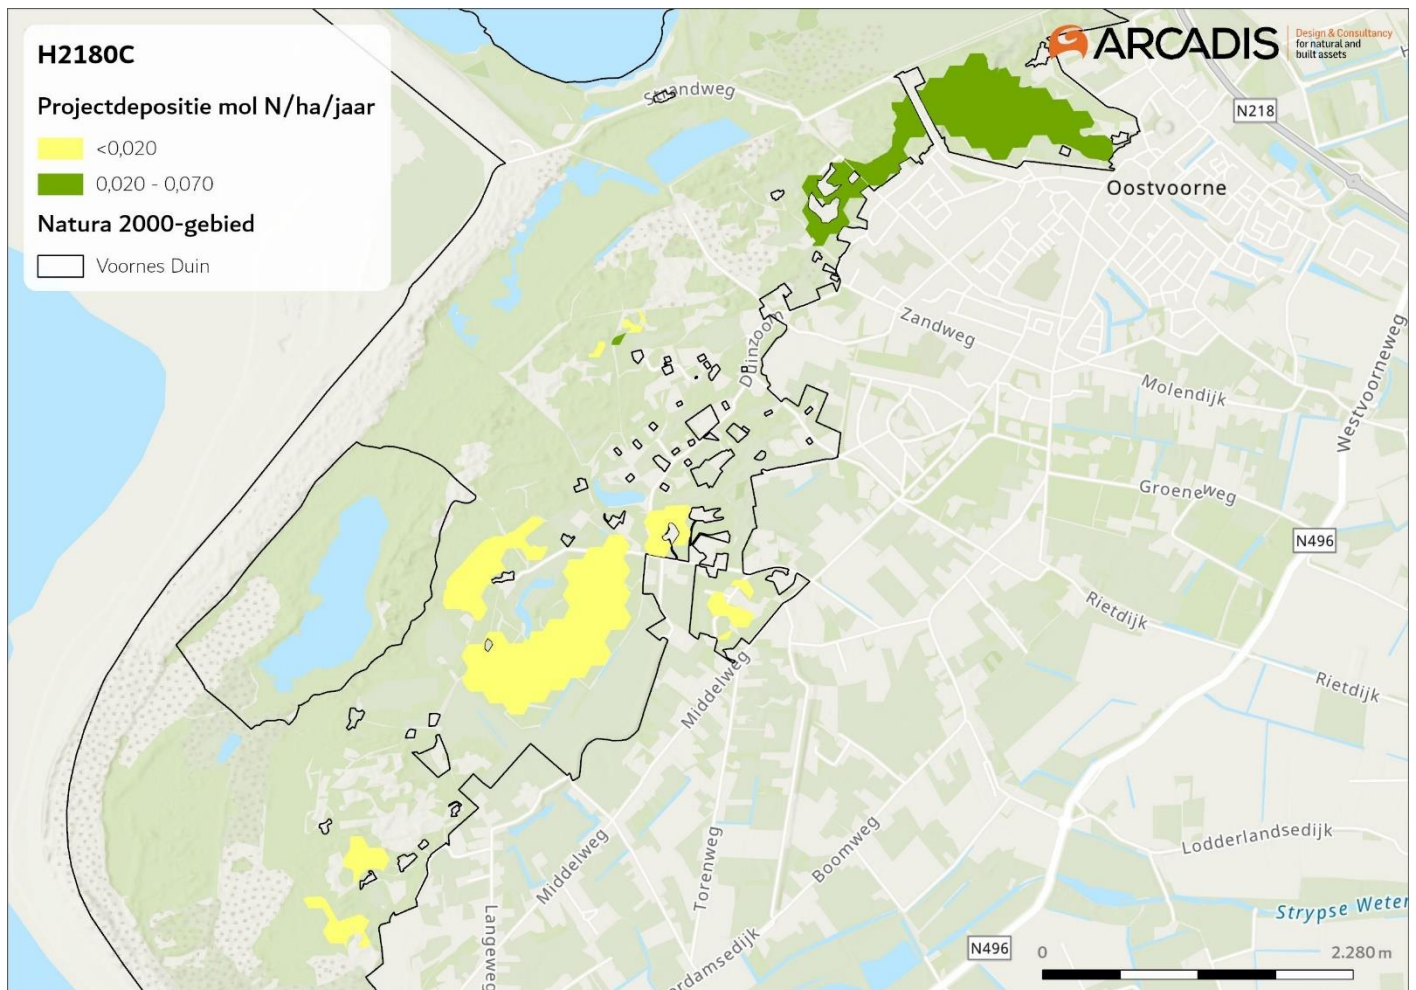 H2180C
Projectdepositie mol N/ha/jaar
<0,020
0,020 - 0,070
Natura 2000-gebied
Voornes Duin
ARCADIS
Design & Consultancy
for natural and
built assets
Strandweg
N218
Oostvoorne
Duinzoom
Zandweg
Molendijk
Westvoorneweg
Groeneweg
N496
Rietdijk
Rietdijk
Middelweg
Middelweg
Torenweg
Boomweg
Lodderlandsedijk
Langeweg
rdamsedijk
Strypse Weter
N496
0
2.280 m